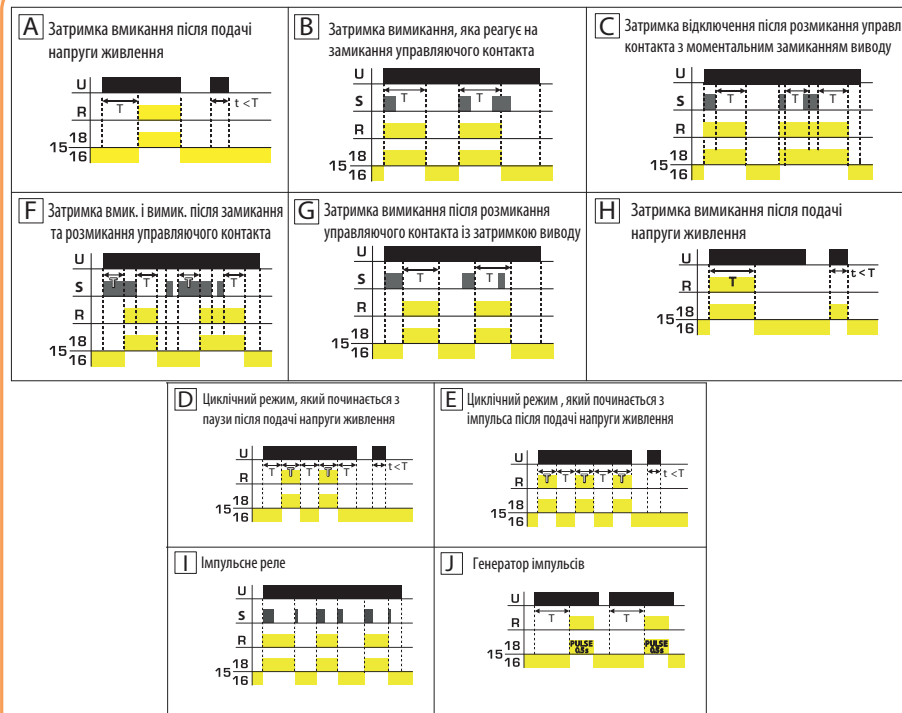 A Затримка вмикання після подачі
напруги живлення
U
T
t < T
R
18
15
16
B Затримка вимикання, яка реагує на
замикання управляючого контакта
U
T T
S
R
18
15
16
C Затримка відключення після розмикання управл
контакта з моментальним замиканням виводу
U
S T T T
R
18
15
16
F Затримка вмик. і вимик. після замикання
та розмикання управляючого контакта
U
S T T T T
R
18
15
16
G Затримка вимикання після розмикання
управляючого контакта із затримкою виводу
U
S T T
R
18
15
16
H Затримка вимикання після подачі
напруги живлення
U
t < T
R T
18
15
16
D Циклічний режим, який починається з
паузи після подачі напруги живлення
U
T T T T T t < T
R
18
15
16
E Циклічний режим , який починається з
імпульса після подачі напруги живлення
U
T T T T T t < T
R
18
15
16
I Імпульсне реле
U
S
R
18
15
16
J Генератор імпульсів
U
T T
R
18 PULSE 0.5s PULSE 0.5s
15
16